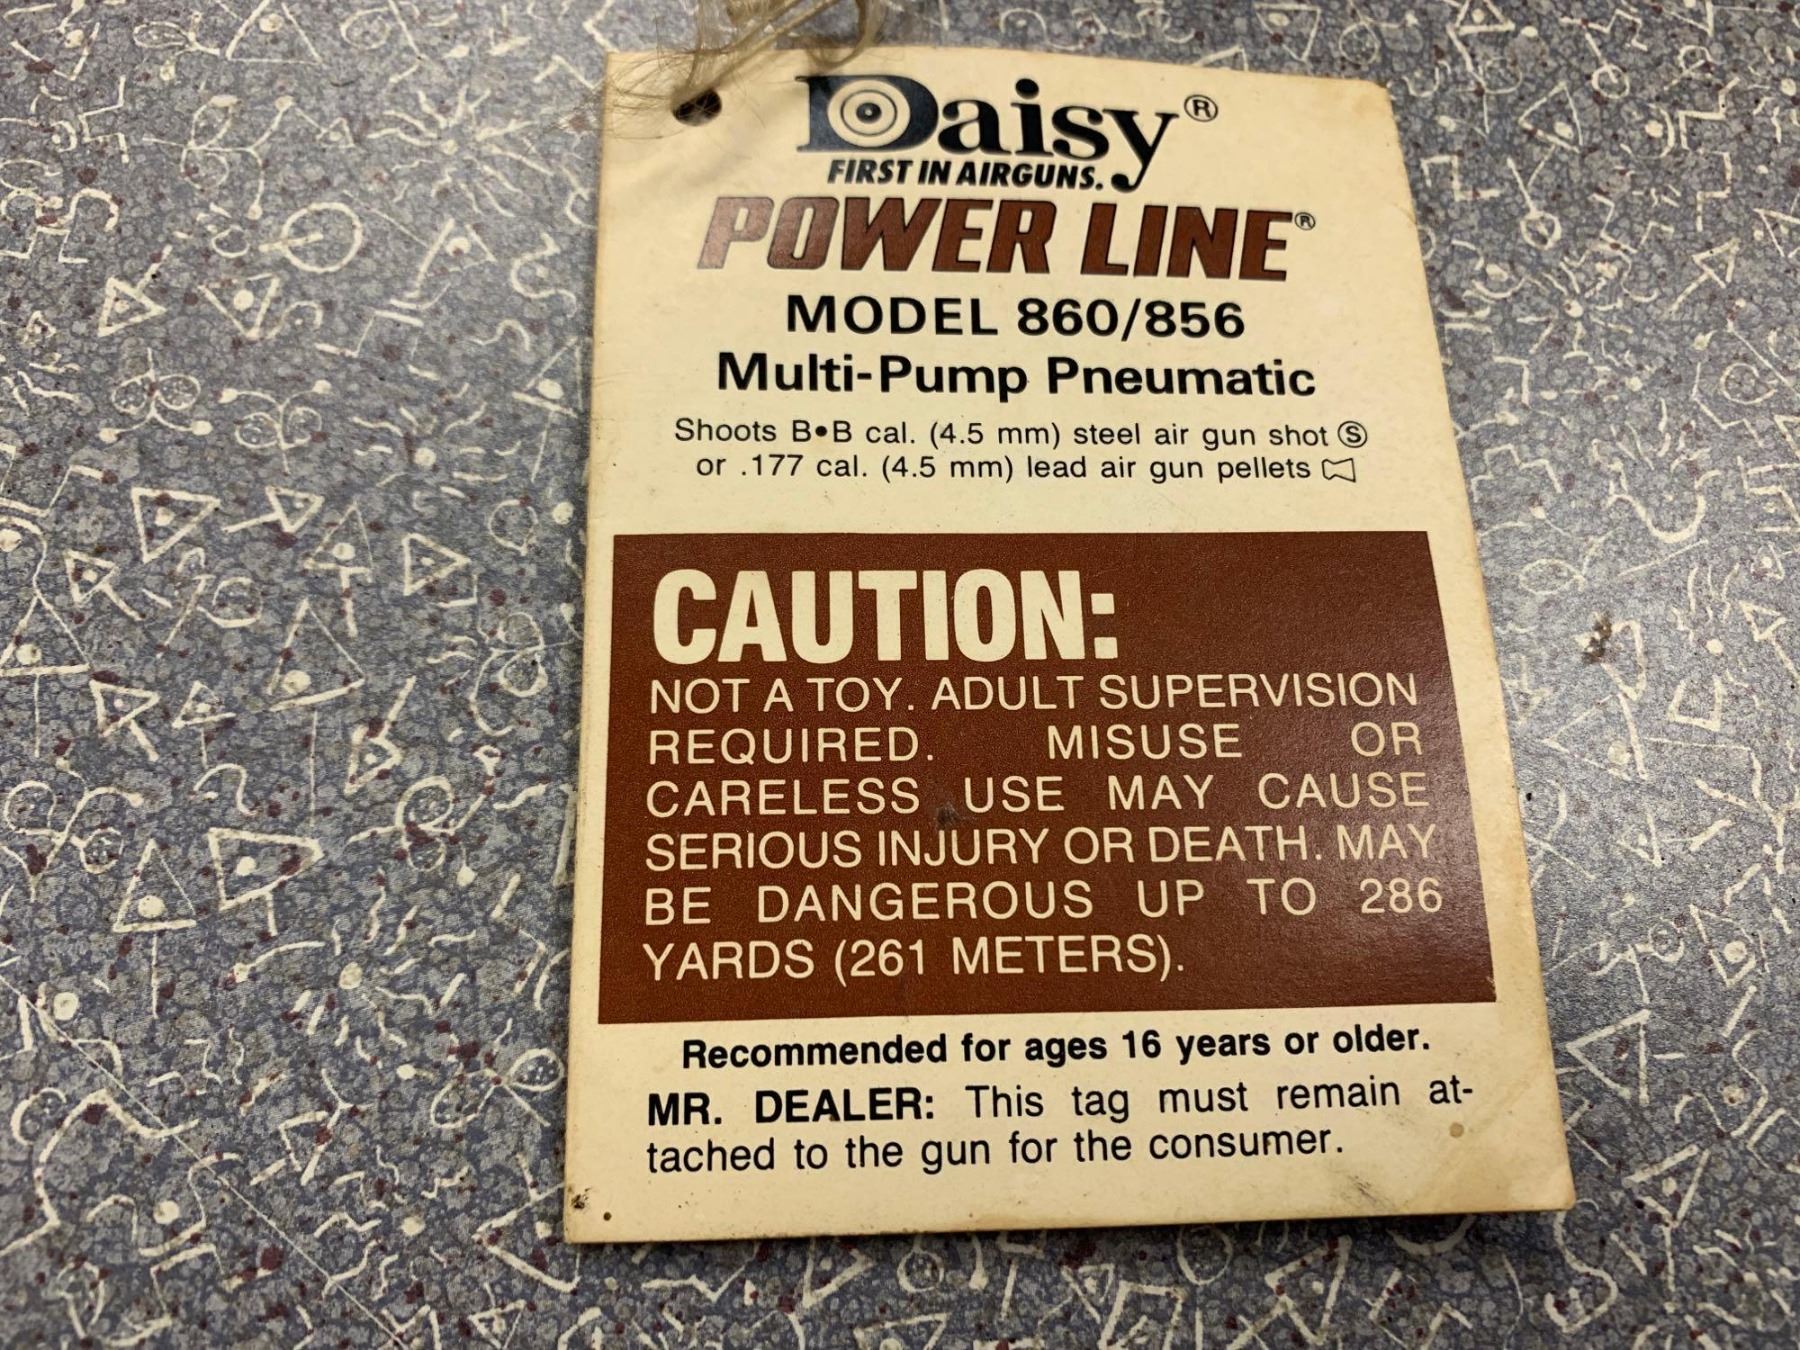 Daisy®
FIRST IN AIRGUNS.
POWER LINE®
MODEL 860/856
Multi-Pump Pneumatic
Shoots B•B cal. (4.5 mm) steel air gun shot Ⓢ
or .177 cal. (4.5 mm) lead air gun pellets
CAUTION:
NOT A TOY. ADULT SUPERVISION
REQUIRED. MISUSE OR
CARELESS USE MAY CAUSE
SERIOUS INJURY OR DEATH. MAY
BE DANGEROUS UP TO 286
YARDS (261 METERS).
Recommended for ages 16 years or older.
MR. DEALER: This tag must remain at-
tached to the gun for the consumer.